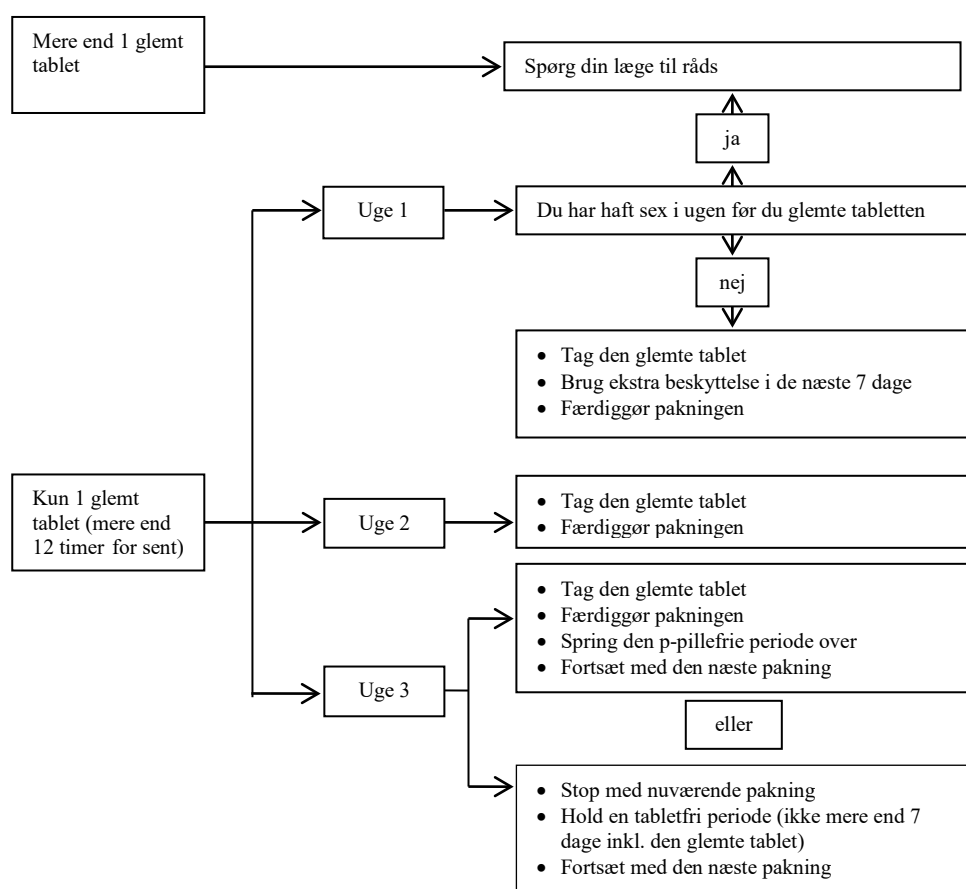 Mere end 1 glemt
tablet
Spørg din læge til råds
ja
Uge 1
Du har haft sex i ugen før du glemte tabletten
nej
• Tag den glemte tablet
• Brug ekstra beskyttelse i de næste 7 dage
• Færdiggør pakningen
Kun 1 glemt
tablet (mere end
12 timer for sent)
Uge 2
• Tag den glemte tablet
• Færdiggør pakningen
Uge 3
• Tag den glemte tablet
• Færdiggør pakningen
• Spring den p-pillefrie periode over
• Fortsæt med den næste pakning
eller
• Stop med nuværende pakning
• Hold en tabletfri periode (ikke mere end 7
dage inkl. den glemte tablet)
• Fortsæt med den næste pakning